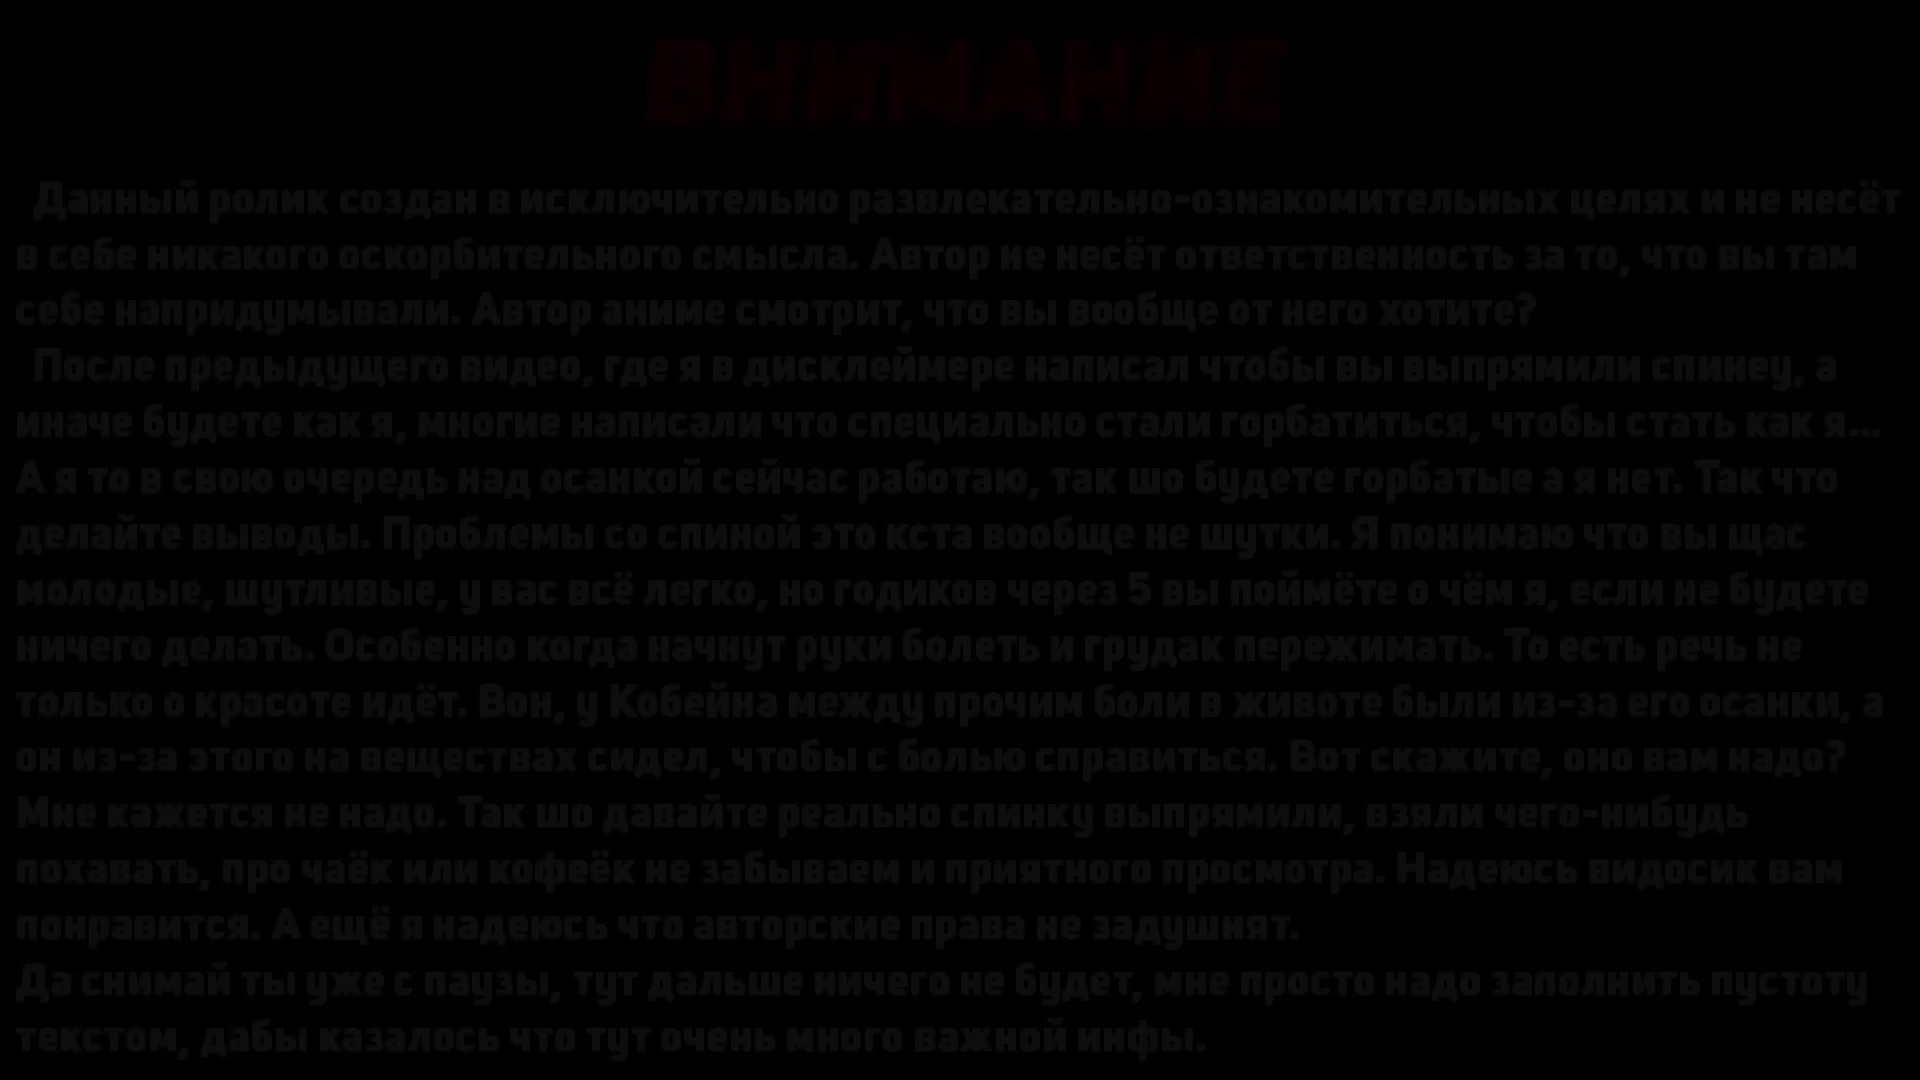 ВНИМАНИЕ
Данный ролик создан в исключительно развлекательно-ознакомительных целях и не несёт
в себе никакого оскорбительного смысла. Автор не несёт ответственность за то, что вы там
себе напридумывали. Автор аниме смотрит, что вы вообще от него хотите?
После предыдущего видео, где я в дисклеймере написал чтобы вы выпрямили спинеу, а
иначе будете как я, многие написали что специально стали горбатиться, чтобы стать как я...
А я то в свою очередь над осанкой сейчас работаю, так шо будете горбатые а я нет. Так что
делайте выводы. Проблемы со спиной это кста вообще не шутки. Я понимаю что вы щас
молодые, шутливые, у вас всё легко, но годиков через 5 вы поймёте о чём я, если не будете
ничего делать. Особенно когда начнут руки болеть и грудак пережимать. То есть речь не
только о красоте идёт. Вон, у Кобейна между прочим боли в животе были из-за его осанки, а
он из-за этого на веществах сидел, чтобы с болью справиться. Вот скажите, оно вам надо?
Мне кажется не надо. Так шо давайте реально спинку выпрямили, взяли чего-нибудь
похавать, про чаёк или кофеёк не забываем и приятного просмотра. Надеюсь видосик вам
понравится. А ещё я надеюсь что авторские права не задушнят.
Да снимай ты уже с паузы, тут дальше ничего не будет, мне просто надо заполнить пустоту
текстом, дабы казалось что тут очень много важной инфы.